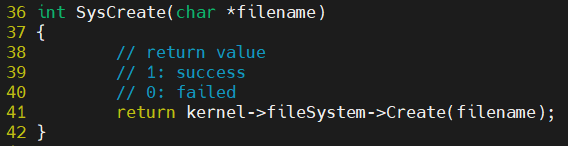 36 int SysCreate(char *filename)
37 {
38         // return value
39         // 1: success
40         // 0: failed
41         return kernel->fileSystem->Create(filename);
42 }